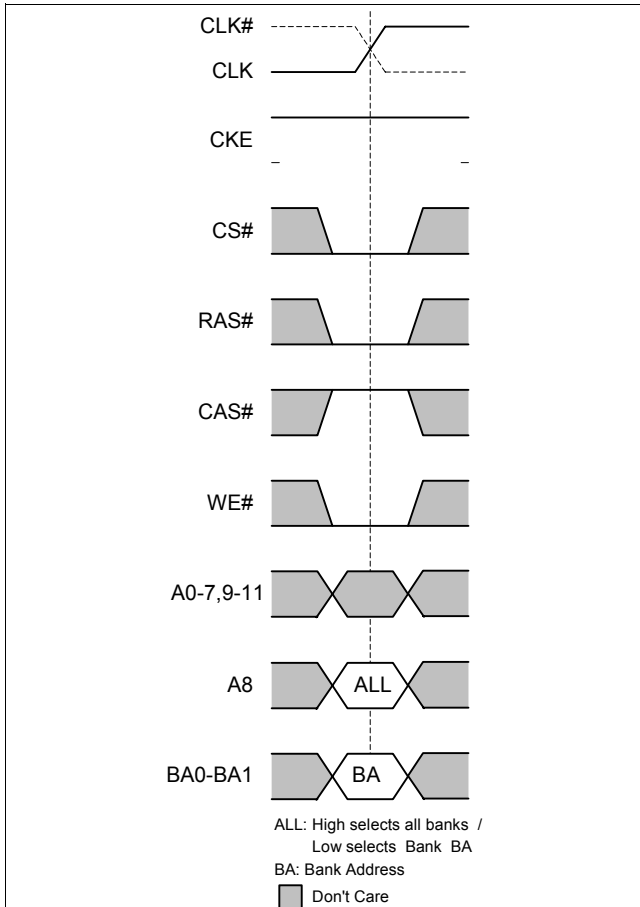 CLK#
CLK
CKE
CS#
RAS#
CAS#
WE#
A0-7,9-11
A8
ALL
BA0-BA1
BA
ALL: High selects all banks /
Low selects Bank BA
BA: Bank Address
Don't Care